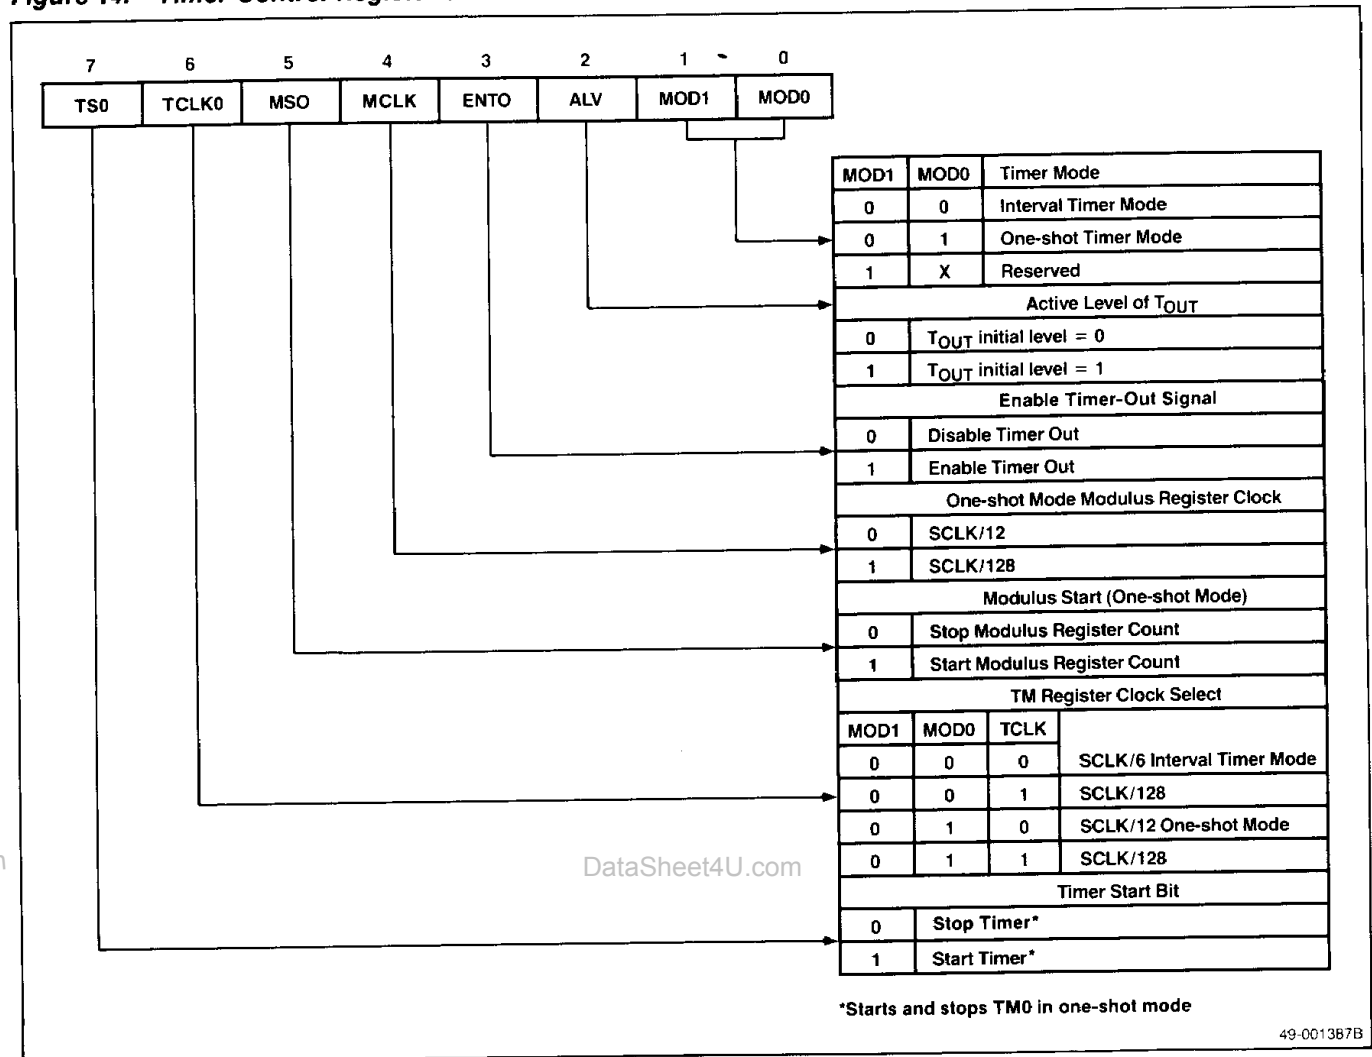 Figure 14. Timer Control Register
7 6 5 4 3 2 1 0
TS0 TCLK0 MSO MCLK ENTO ALV MOD1 MOD0
MOD1 MOD0 Timer Mode
0 0 Interval Timer Mode
0 1 One-shot Timer Mode
1 X Reserved
Active Level of TOUT
0 TOUT initial level = 0
1 TOUT initial level = 1
Enable Timer-Out Signal
0 Disable Timer Out
1 Enable Timer Out
One-shot Mode Modulus Register Clock
0 SCLK/12
1 SCLK/128
Modulus Start (One-shot Mode)
0 Stop Modulus Register Count
1 Start Modulus Register Count
TM Register Clock Select
MOD1 MOD0 TCLK
0 0 0 SCLK/6 Interval Timer Mode
0 0 1 SCLK/128
0 1 0 SCLK/12 One-shot Mode
0 1 1 SCLK/128
DataSheet4U.com
Timer Start Bit
0 Stop Timer*
1 Start Timer*
*Starts and stops TM0 in one-shot mode
49-001387B